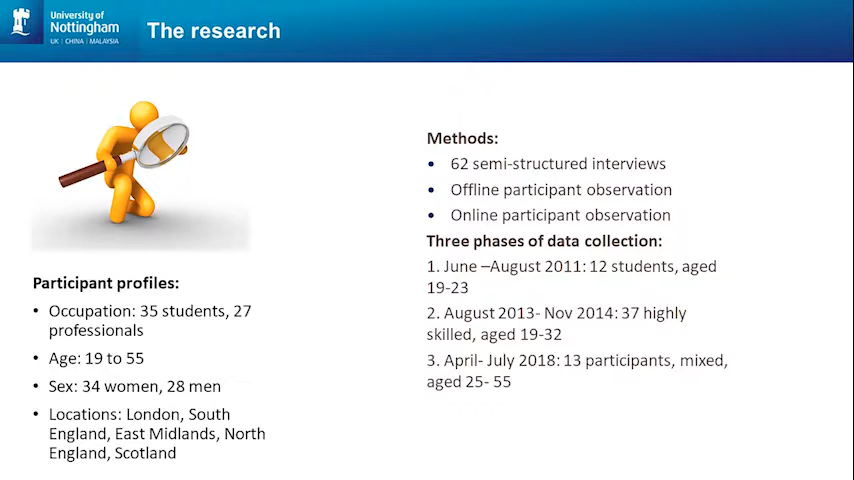 University of
Nottingham
UK | CHINA | MALAYSIA
The research
Participant profiles:
• Occupation: 35 students, 27
professionals
• Age: 19 to 55
• Sex: 34 women, 28 men
• Locations: London, South
England, East Midlands, North
England, Scotland
Methods:
• 62 semi-structured interviews
• Offline participant observation
• Online participant observation
Three phases of data collection:
1. June –August 2011: 12 students, aged
19-23
2. August 2013- Nov 2014: 37 highly
skilled, aged 19-32
3. April- July 2018: 13 participants, mixed,
aged 25- 55